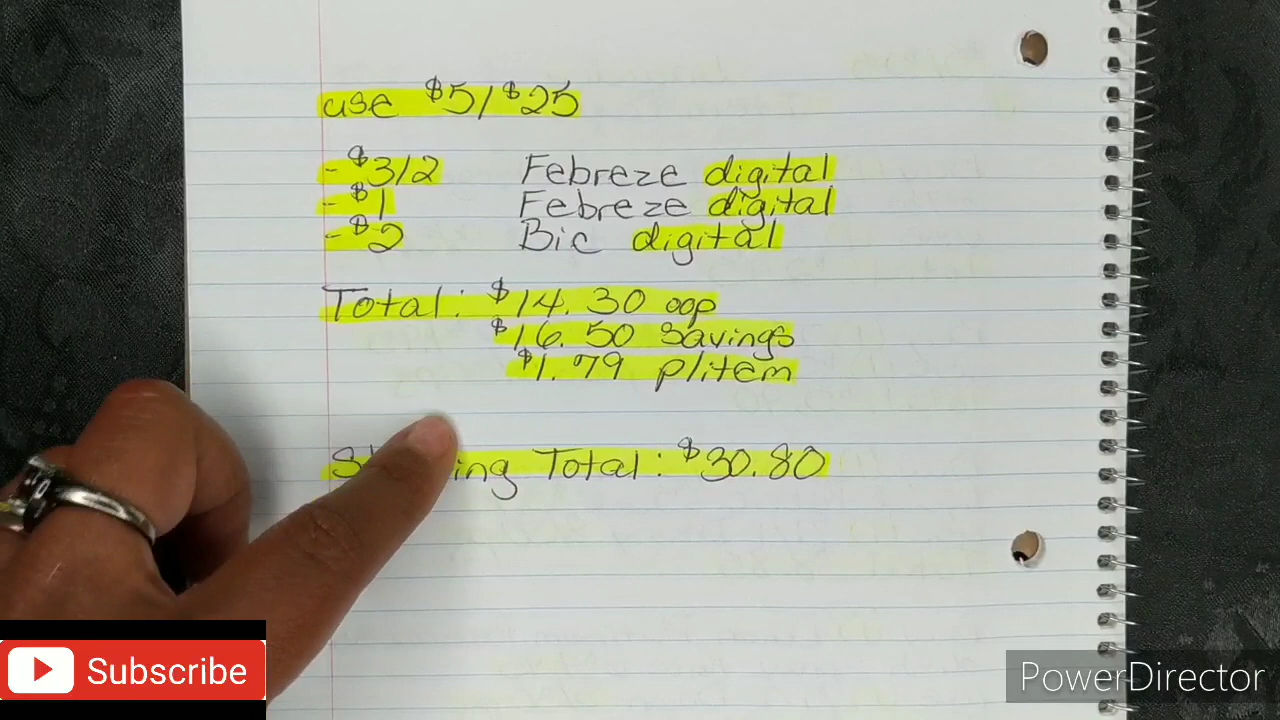 use $5/$25
- $3/2 Febreze digital
- $1 Febreze digital
- $2 Bic digital
Total: $14.30 oop
$16.50 savings
$1.79 p/item
Total: $30.80
Subscribe
PowerDirector